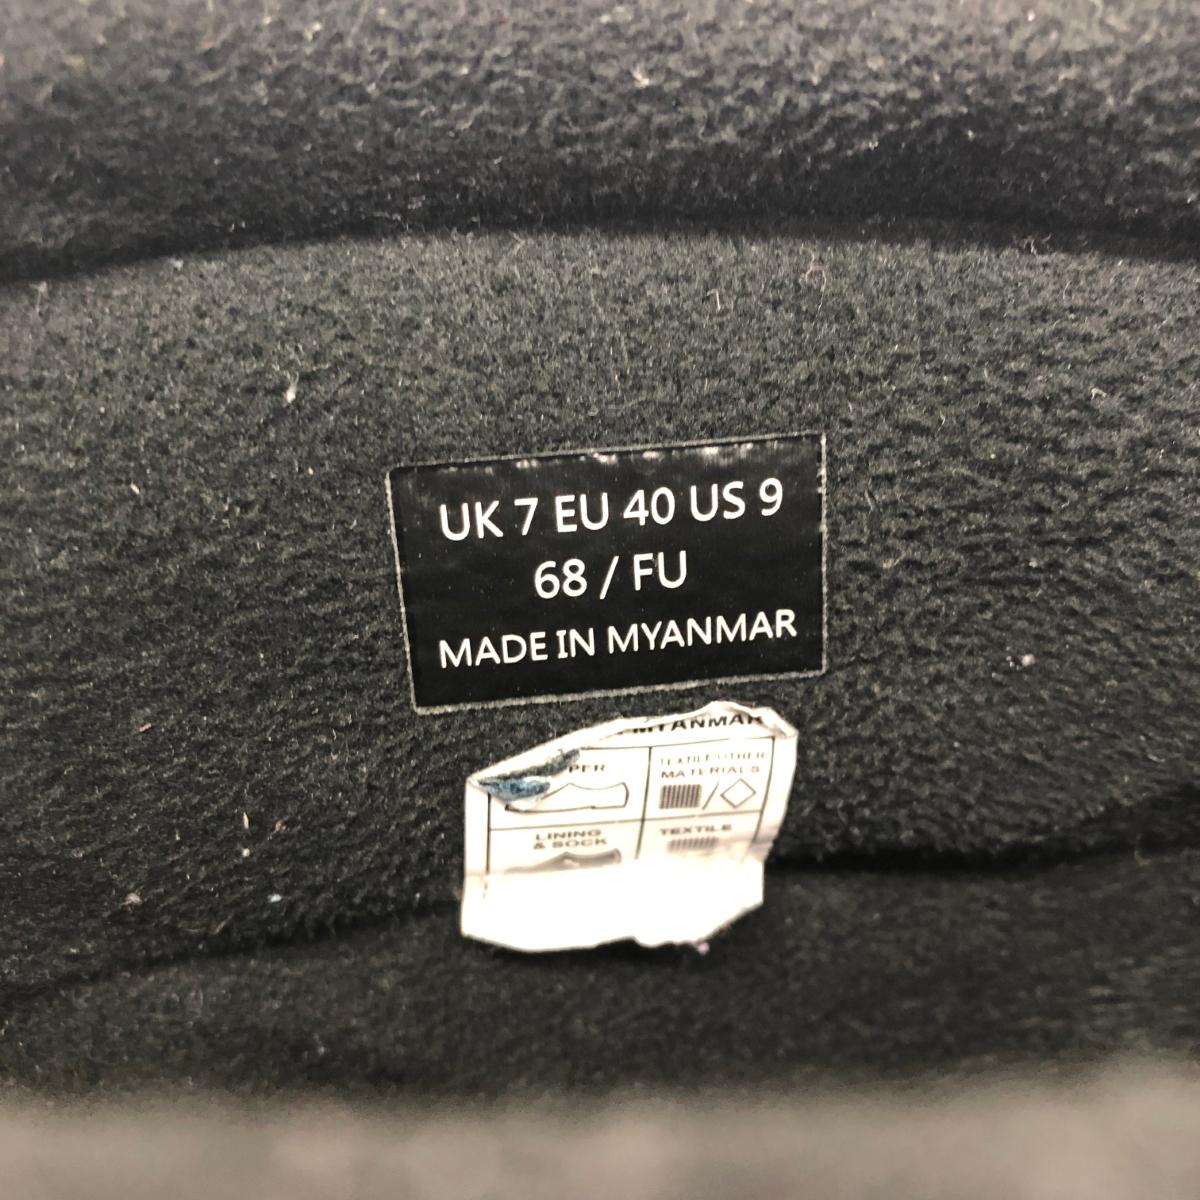 UK 7 EU 40 US 9
68 / FU
MADE IN MYANMAR
MYANMAR
TEXTILE/OTHER
MATERIALS
LINING
& SOCK
TEXTILE